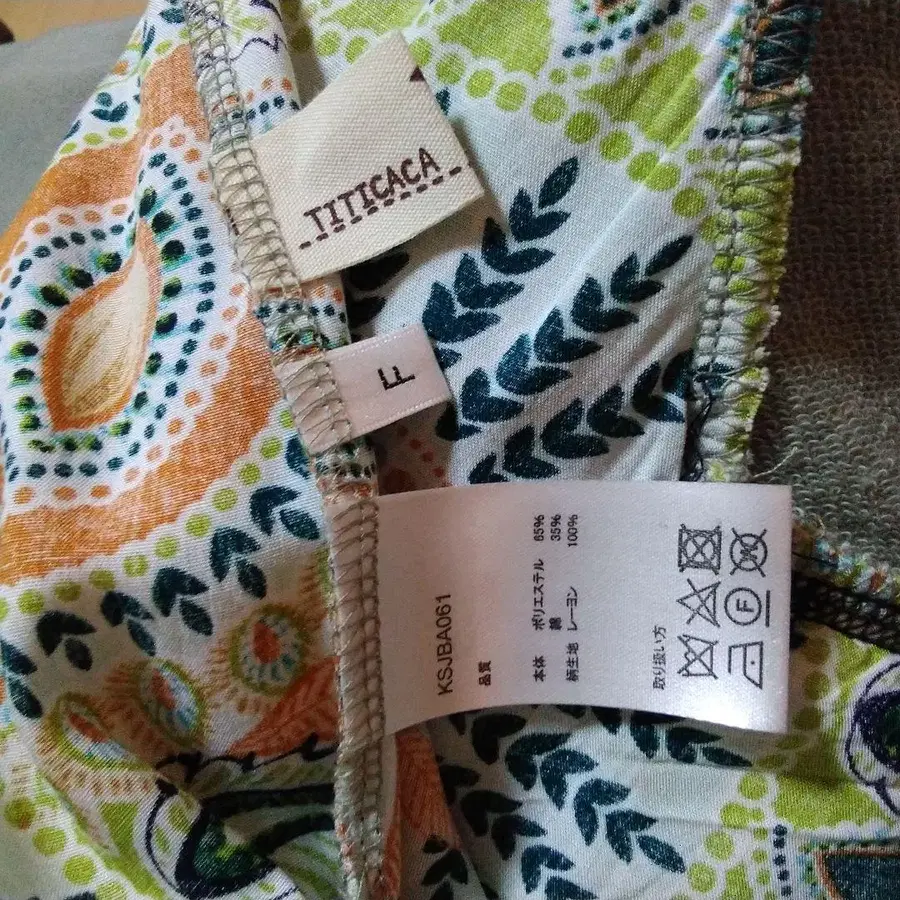 TITICACA
F
KSJBA061
品質
本体 ポリエステル 65%
綿 35%
柄生地 レーヨン 100%
取り扱い方
F
W